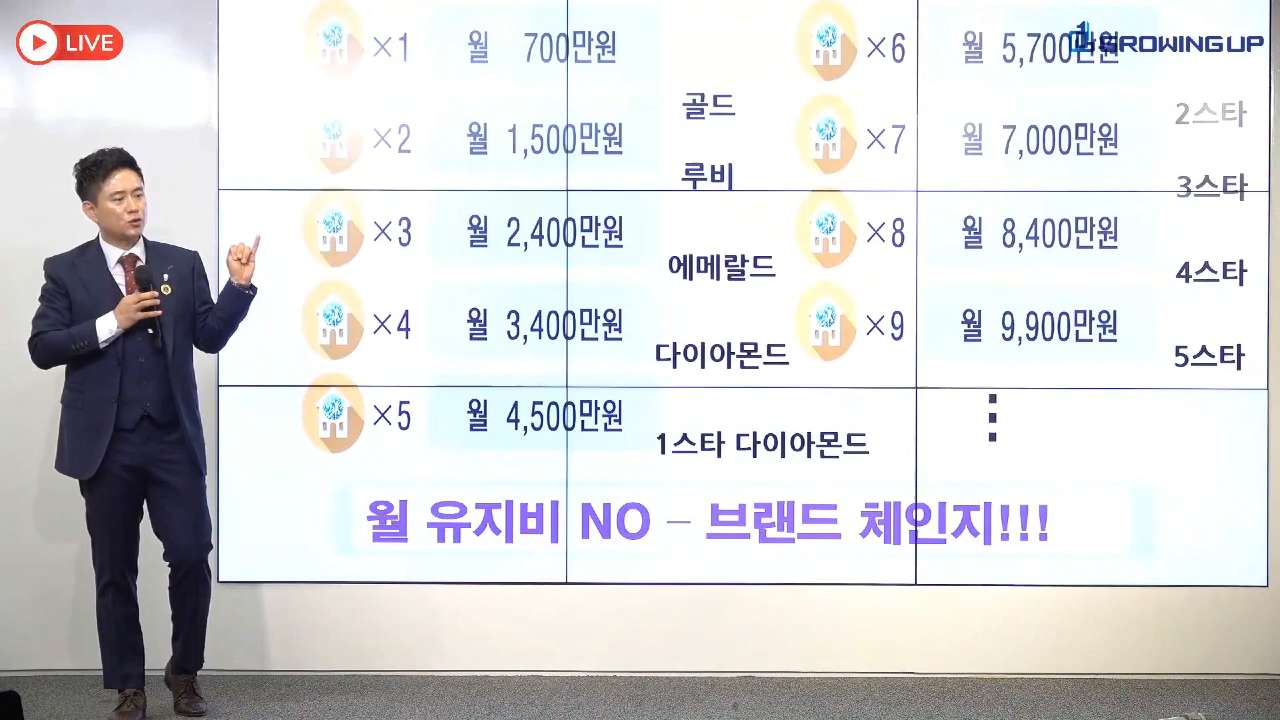 LIVE
GROWING UP
×1 월 700만원
골드
×2 월 1,500만원
루비
×3 월 2,400만원
에메랄드
×4 월 3,400만원
다이아몬드
×5 월 4,500만원
1스타 다이아몬드
×6 월 5,700만원
2스타
×7 월 7,000만원
3스타
×8 월 8,400만원
4스타
×9 월 9,900만원
5스타
월 유지비 NO – 브랜드 체인지!!!